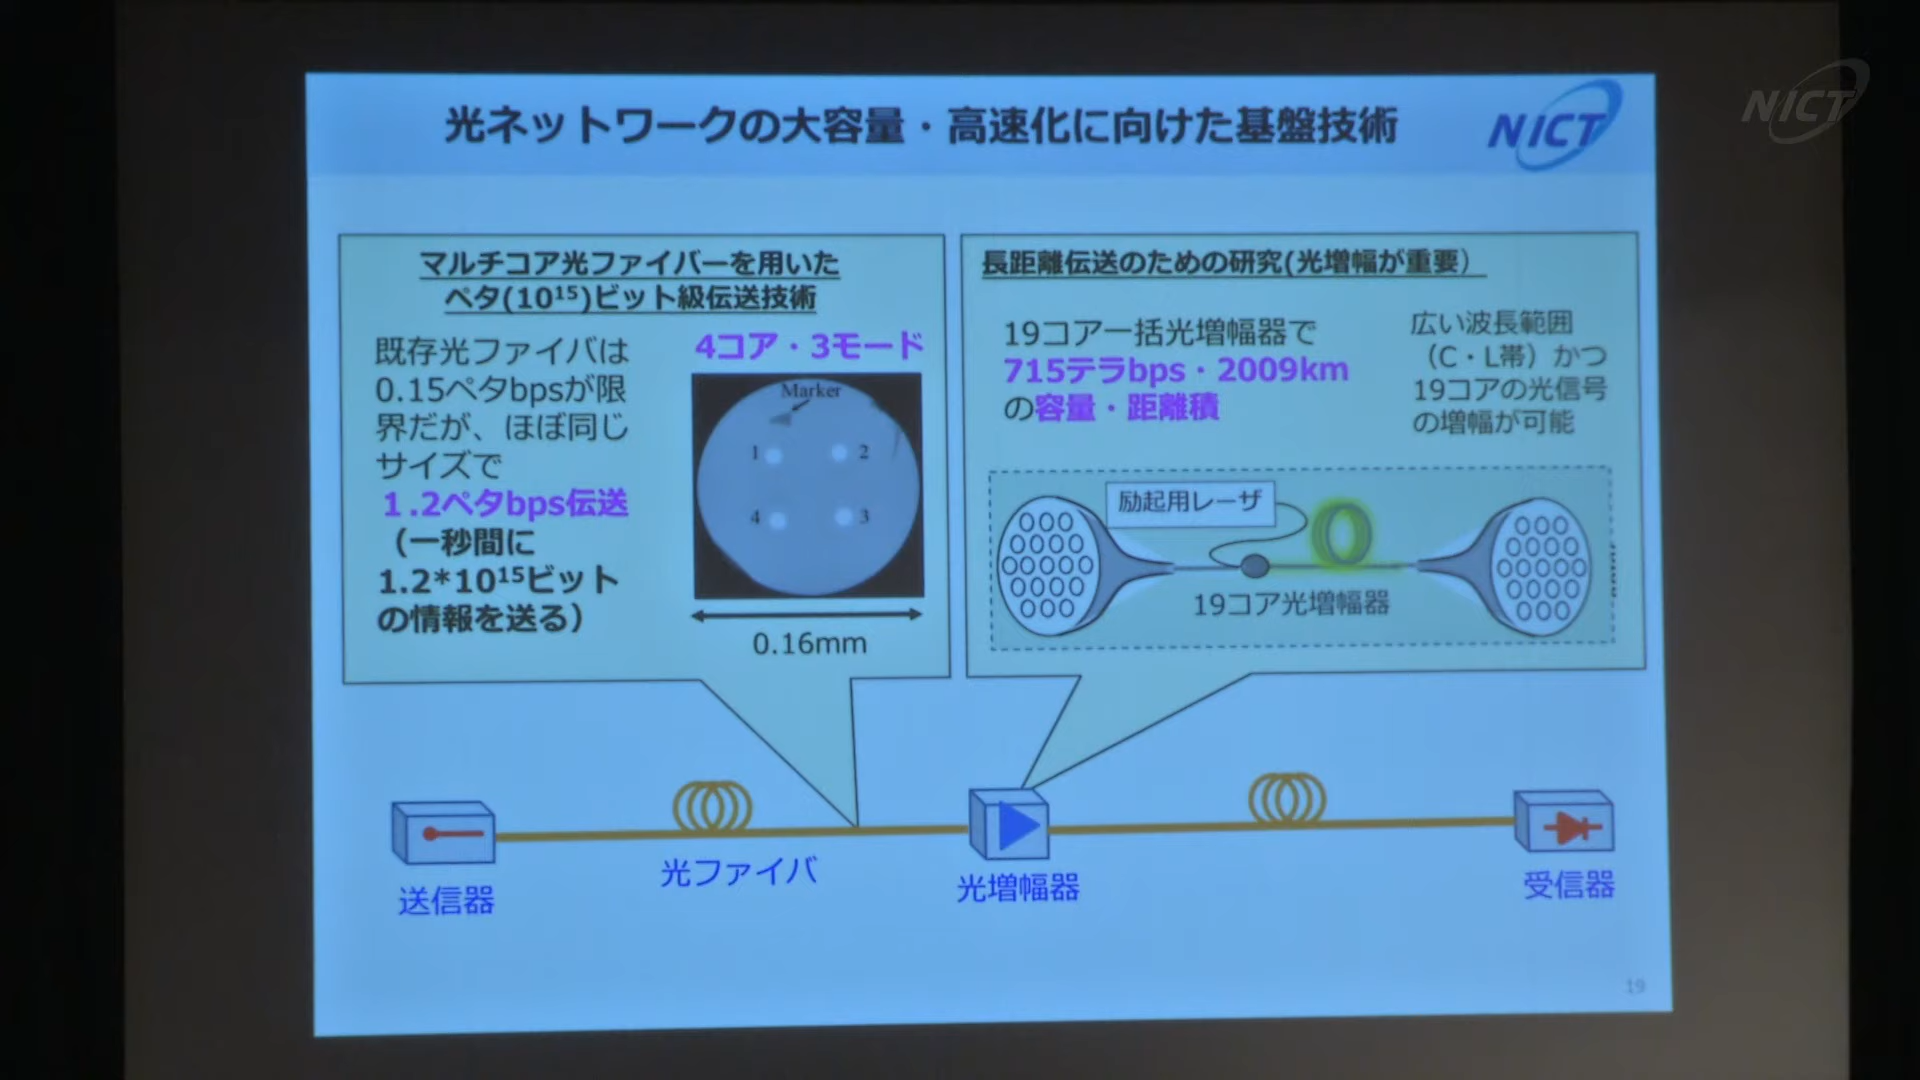 光ネットワークの大容量・高速化に向けた基盤技術
NICT
NICT
マルチコア光ファイバーを用いた
ペタ(10¹⁵)ビット級伝送技術
既存光ファイバは
0.15ペタbpsが限
界だが、ほぼ同じ
サイズで
1.2ペタbps伝送
（一秒間に
1.2*10¹⁵ビット
の情報を送る）
4コア・3モード
Marker
1
2
4
3
0.16mm
長距離伝送のための研究(光増幅が重要）
19コア一括光増幅器で
715テラbps・2009km
の容量・距離積
広い波長範囲
（C・L帯）かつ
19コアの光信号
の増幅が可能
励起用レーザ
19コア光増幅器
送信器
光ファイバ
光増幅器
受信器
19